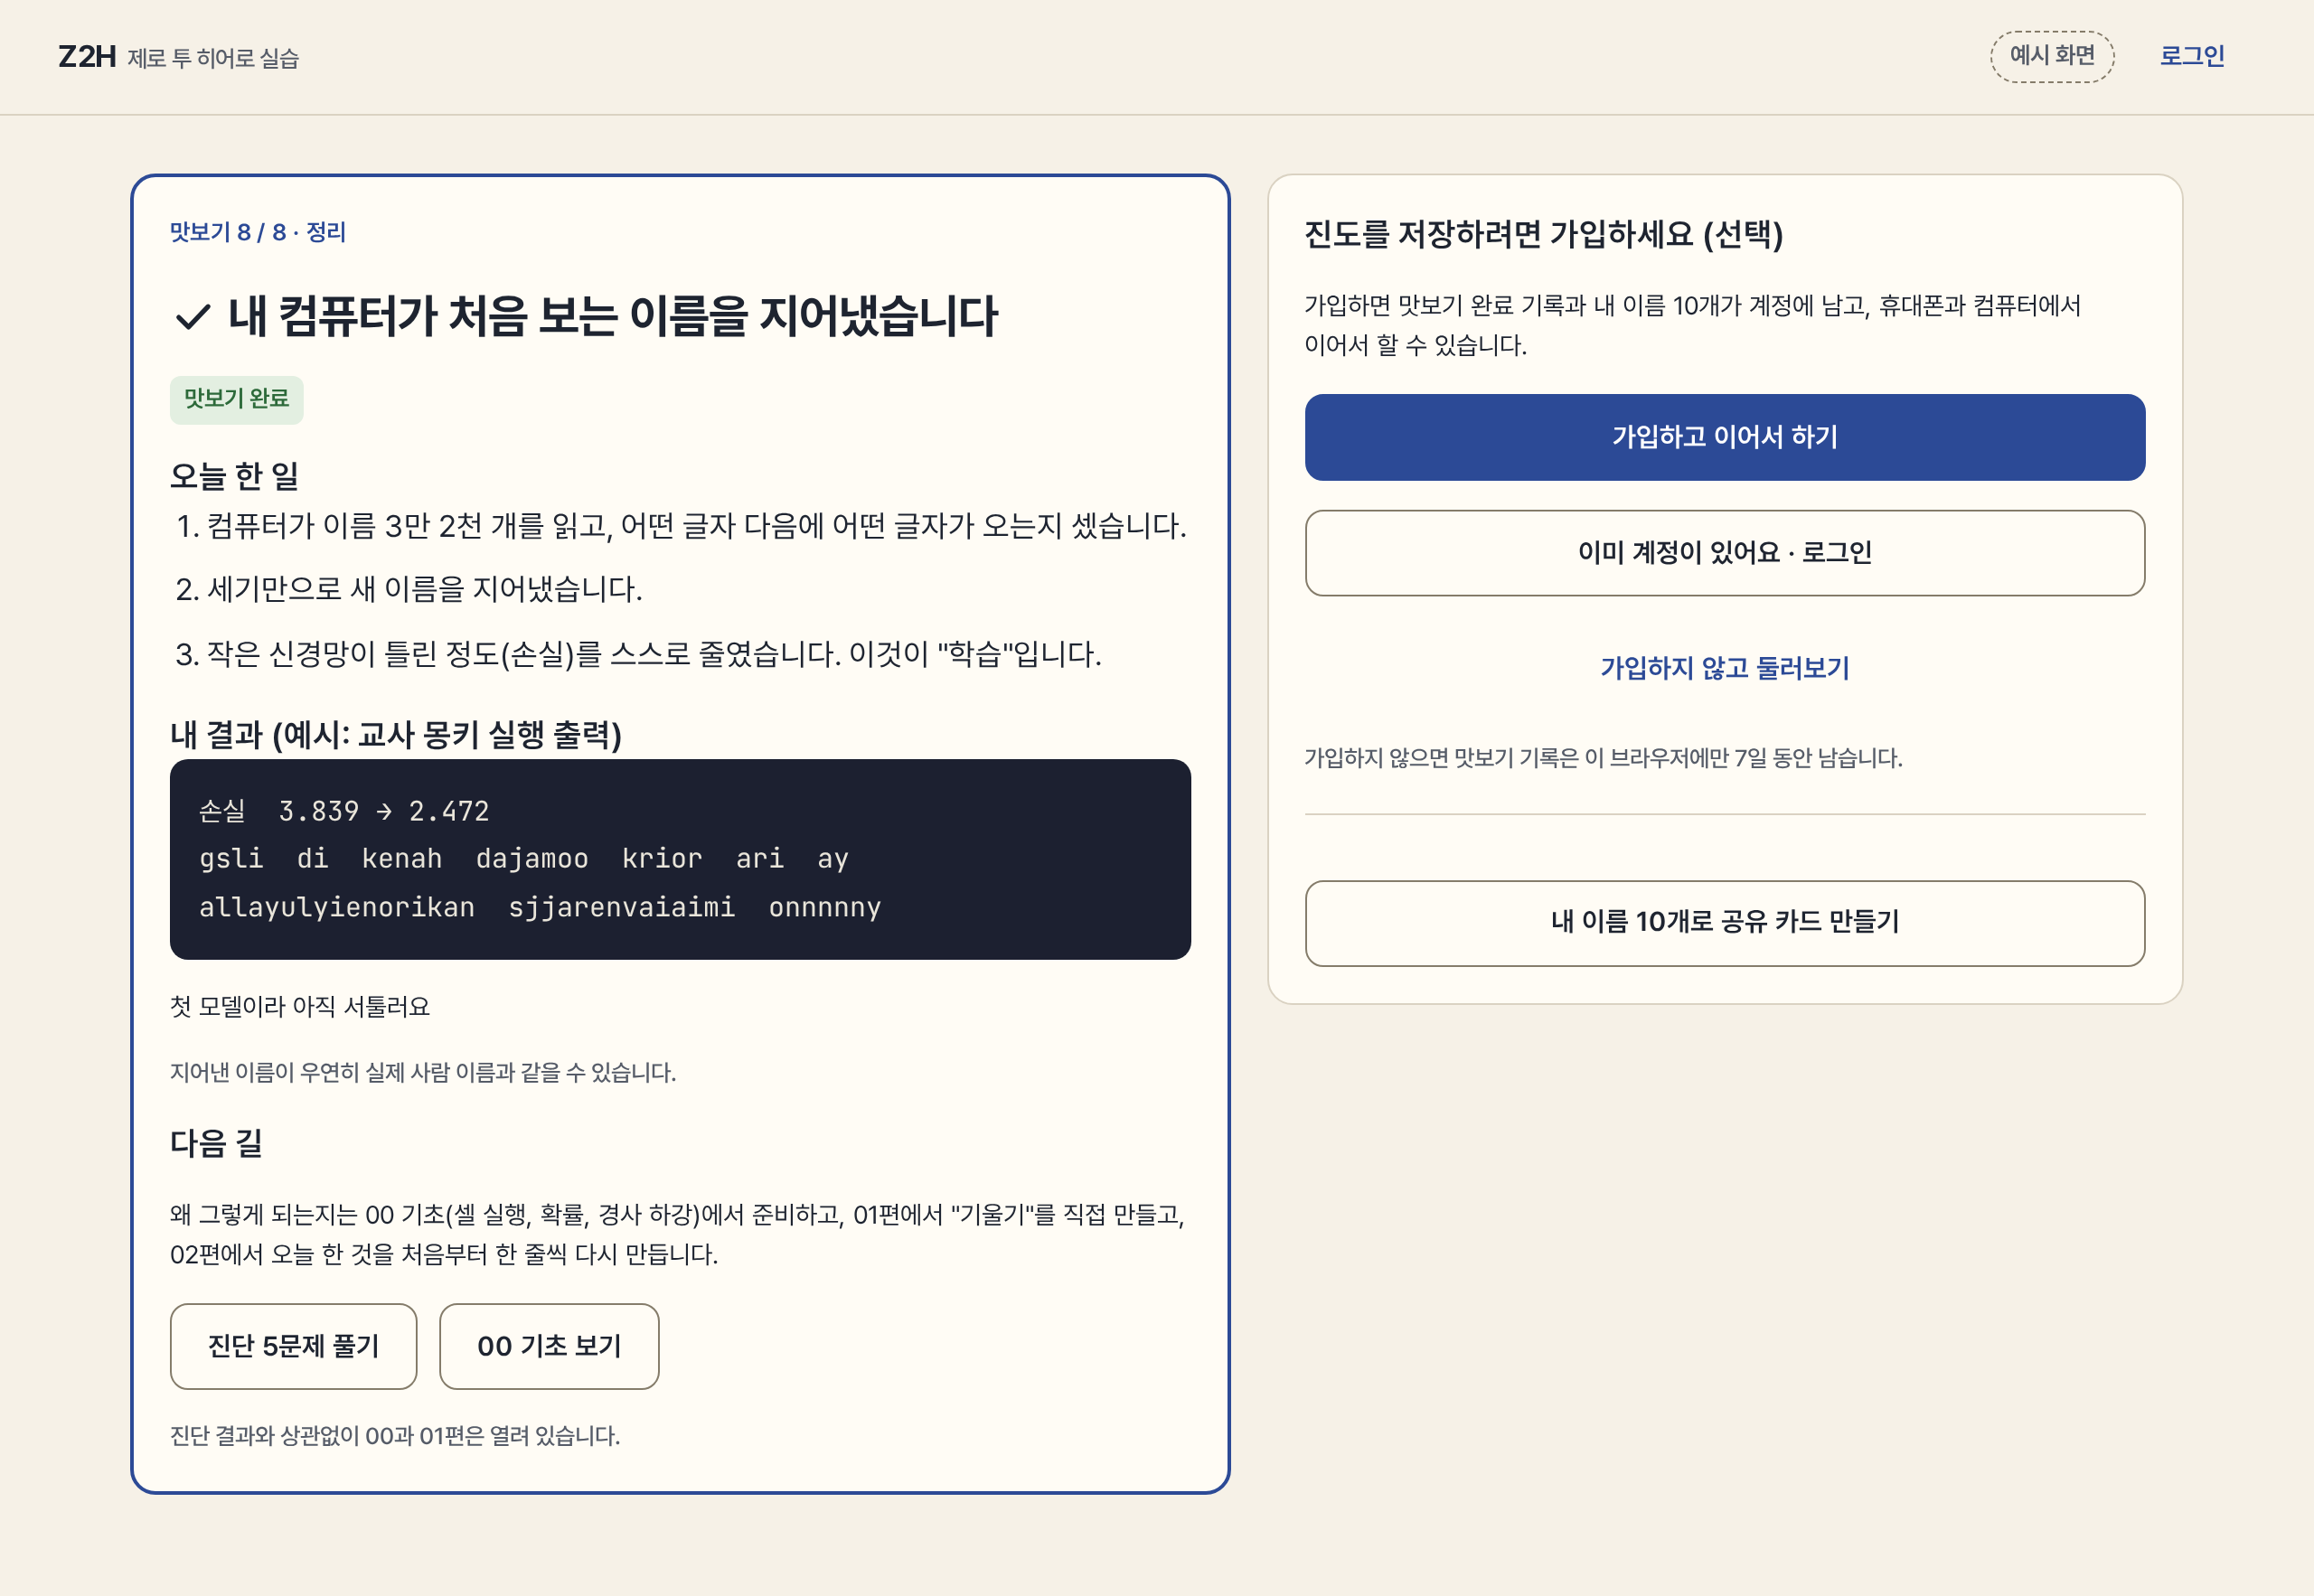 Z2H 제로 투 히어로 실습
예시 화면
로그인
맛보기 8 / 8 · 정리
✓ 내 컴퓨터가 처음 보는 이름을 지어냈습니다
맛보기 완료
오늘 한 일
1. 컴퓨터가 이름 3만 2천 개를 읽고, 어떤 글자 다음에 어떤 글자가 오는지 셌습니다.
2. 세기만으로 새 이름을 지어냈습니다.
3. 작은 신경망이 틀린 정도(손실)를 스스로 줄였습니다. 이것이 "학습"입니다.
내 결과 (예시: 교사 몽키 실행 출력)
손실 3.839 → 2.472
gsli di kenah dajamoo krior ari ay
allayulyienorikan sjjarenvaiaimi onnnnny
첫 모델이라 아직 서툴러요
지어낸 이름이 우연히 실제 사람 이름과 같을 수 있습니다.
다음 길
왜 그렇게 되는지는 00 기초(셀 실행, 확률, 경사 하강)에서 준비하고, 01편에서 "기울기"를 직접 만들고,
02편에서 오늘 한 것을 처음부터 한 줄씩 다시 만듭니다.
진단 5문제 풀기
00 기초 보기
진단 결과와 상관없이 00과 01편은 열려 있습니다.
진도를 저장하려면 가입하세요 (선택)
가입하면 맛보기 완료 기록과 내 이름 10개가 계정에 남고, 휴대폰과 컴퓨터에서
이어서 할 수 있습니다.
가입하고 이어서 하기
이미 계정이 있어요 · 로그인
가입하지 않고 둘러보기
가입하지 않으면 맛보기 기록은 이 브라우저에만 7일 동안 남습니다.
내 이름 10개로 공유 카드 만들기